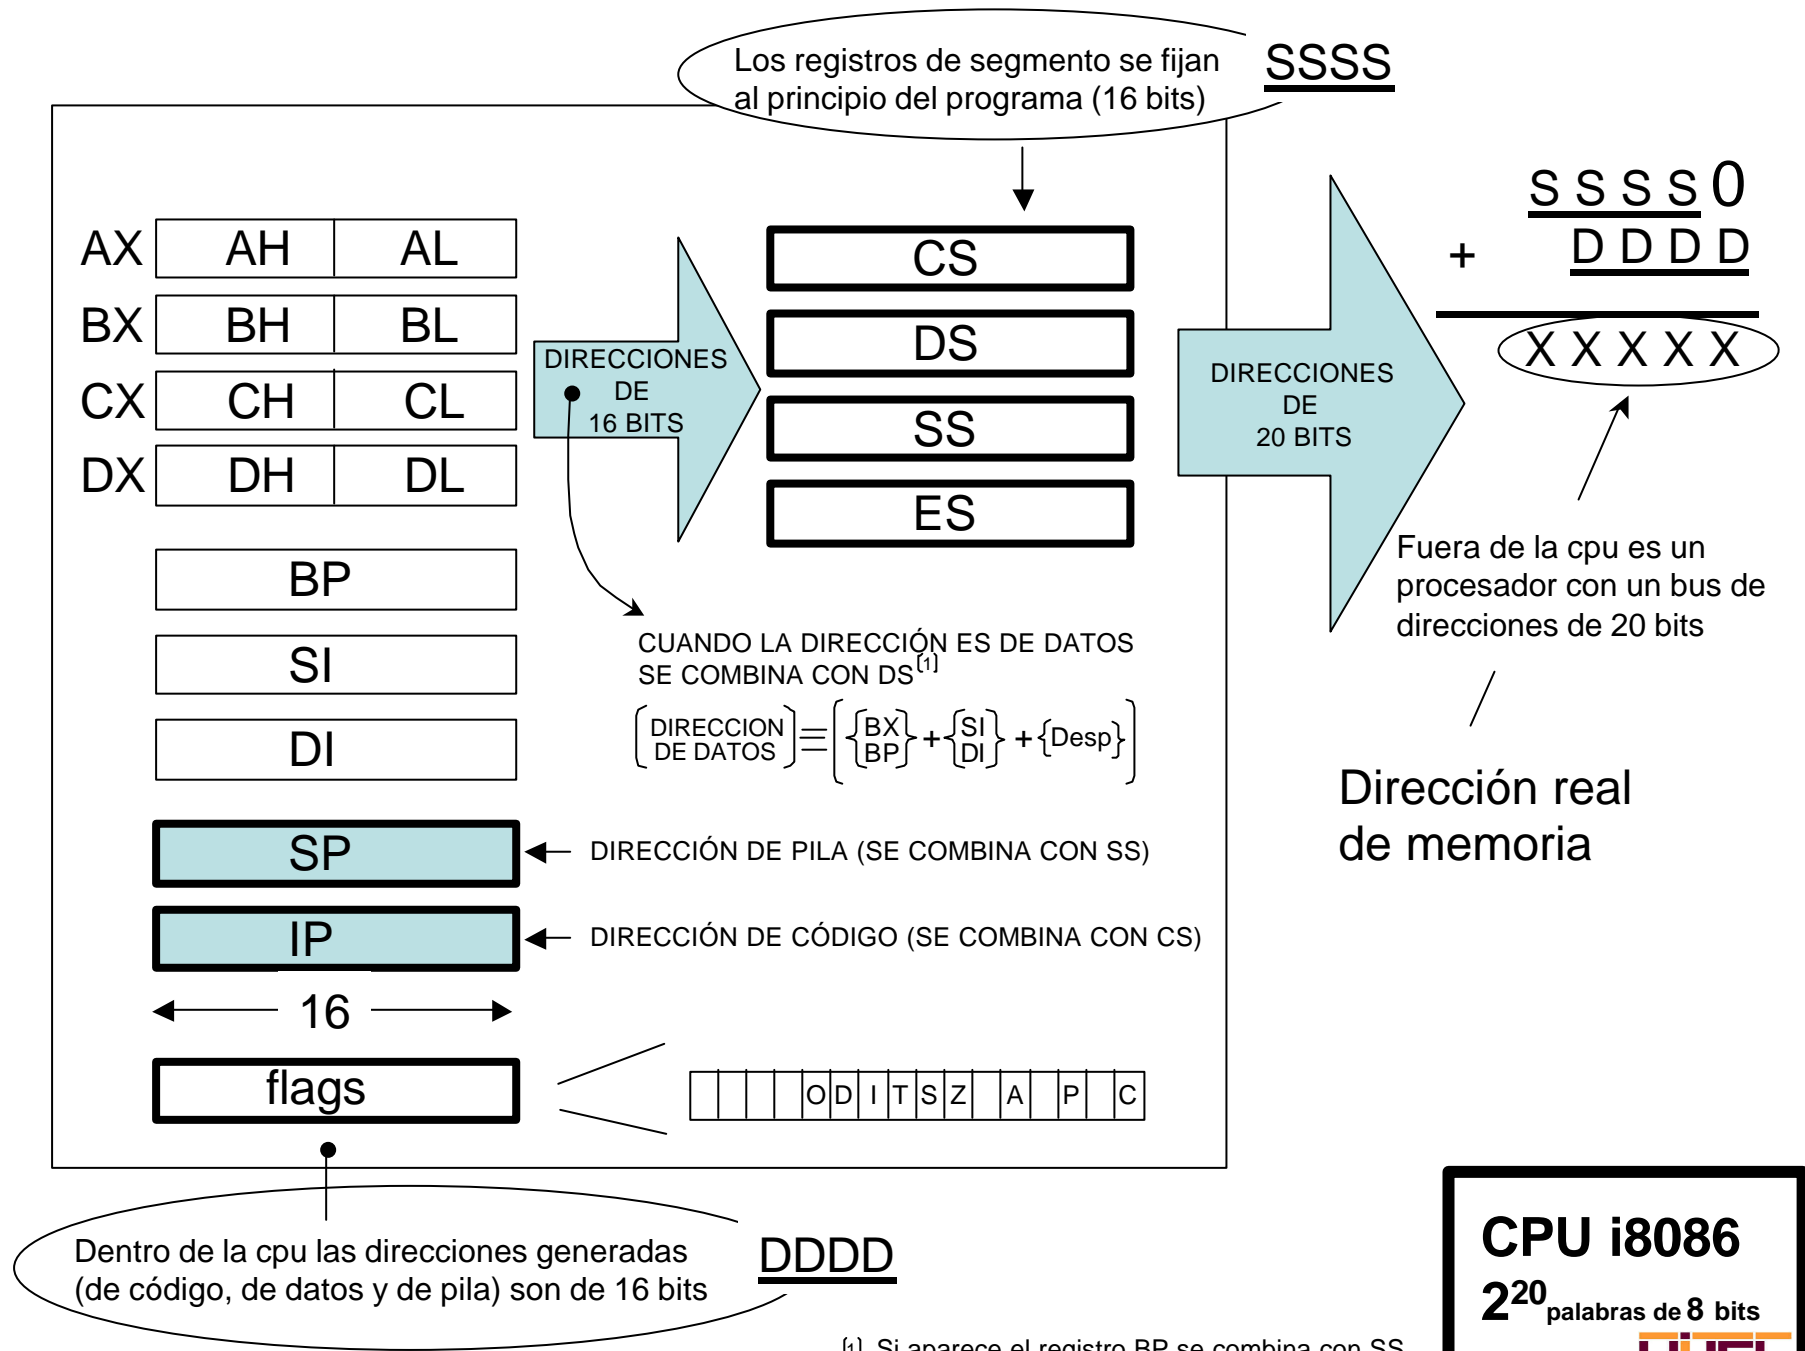 Los registros de segmento se fijan
al principio del programa (16 bits)
SSSS
S S S S 0
+ D D D D
X X X X X
AX AH AL
BX BH BL
CX CH CL
DX DH DL
BP
SI
DI
SP
IP
16
flags
DIRECCIONES
DE
16 BITS
CS
DS
SS
ES
DIRECCIONES
DE
20 BITS
Fuera de la cpu es un
procesador con un bus de
direcciones de 20 bits
Dirección real
de memoria
CUANDO LA DIRECCIÓN ES DE DATOS
SE COMBINA CON DS[1]
DIRECCION
DE DATOS
≡
BX
BP
+
SI
DI
+ {Desp}
DIRECCIÓN DE PILA (SE COMBINA CON SS)
DIRECCIÓN DE CÓDIGO (SE COMBINA CON CS)
O D I T S Z A P C
Dentro de la cpu las direcciones generadas
(de código, de datos y de pila) son de 16 bits
DDDD
[1] Si aparece el registro BP se combina con SS
CPU i8086
2^20 palabras de 8 bits